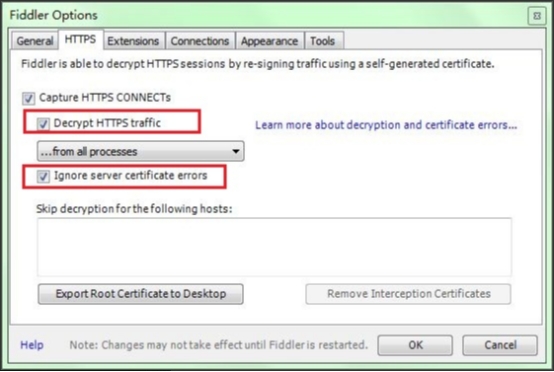 Fiddler Options
General HTTPS Extensions Connections Appearance Tools
Fiddler is able to decrypt HTTPS sessions by re-signing traffic using a self-generated certificate.
Capture HTTPS CONNECTs
Decrypt HTTPS traffic Learn more about decryption and certificate errors...
...from all processes
Ignore server certificate errors
Skip decryption for the following hosts:
Export Root Certificate to Desktop Remove Interception Certificates
Help Note: Changes may not take effect until Fiddler is restarted. OK Cancel